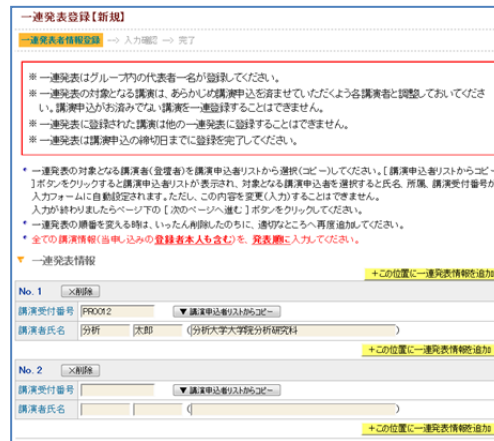 一連発表登録【新規】
一連発表者情報登録 --> 入力確認 --> 完了
※ 一連発表はグループ内の代表者一名が登録してください。
※ 一連発表の対象となる講演は、あらかじめ講演申込を済ませていただくよう各講演者と調整しておいてくださ
い。講演申込がお済みでない講演を一連登録することはできません。
※ 一連発表に登録された講演は他の一連発表に登録することはできません。
※ 一連発表は講演申込の締切日までに登録を完了してください。
* 一連発表の対象となる講演者(登壇者)を講演申込者リストから選択(コピー)してください。[ 講演申込者リストからコピー
]ボタンをクリックすると講演申込者リストが表示され、対象となる講演申込者を選択すると氏名、所属、講演受付番号が
入力フォームに自動設定されます。ただし、この内容を変更(入力)することはできません。
入力が終わりましたらページ下の [ 次のページへ進む ] ボタンをクリックしてください。
* 一連発表の順番を変える時は、いったん削除したのちに、適切なところへ再度追加してください。
* 全ての講演情報(当申し込みの登録者本人も含む)を、発表順に入力してください。
▼ 一連発表情報
+この位置に一連発表情報を追加
No. 1 ×削除
講演受付番号 PR0012 ▼ 講演申込者リストからコピー
講演者氏名 分析 太郎 (分析大学大学院分析研究科 )
+この位置に一連発表情報を追加
No. 2 ×削除
講演受付番号 ▼ 講演申込者リストからコピー
講演者氏名 ( )
+この位置に一連発表情報を追加